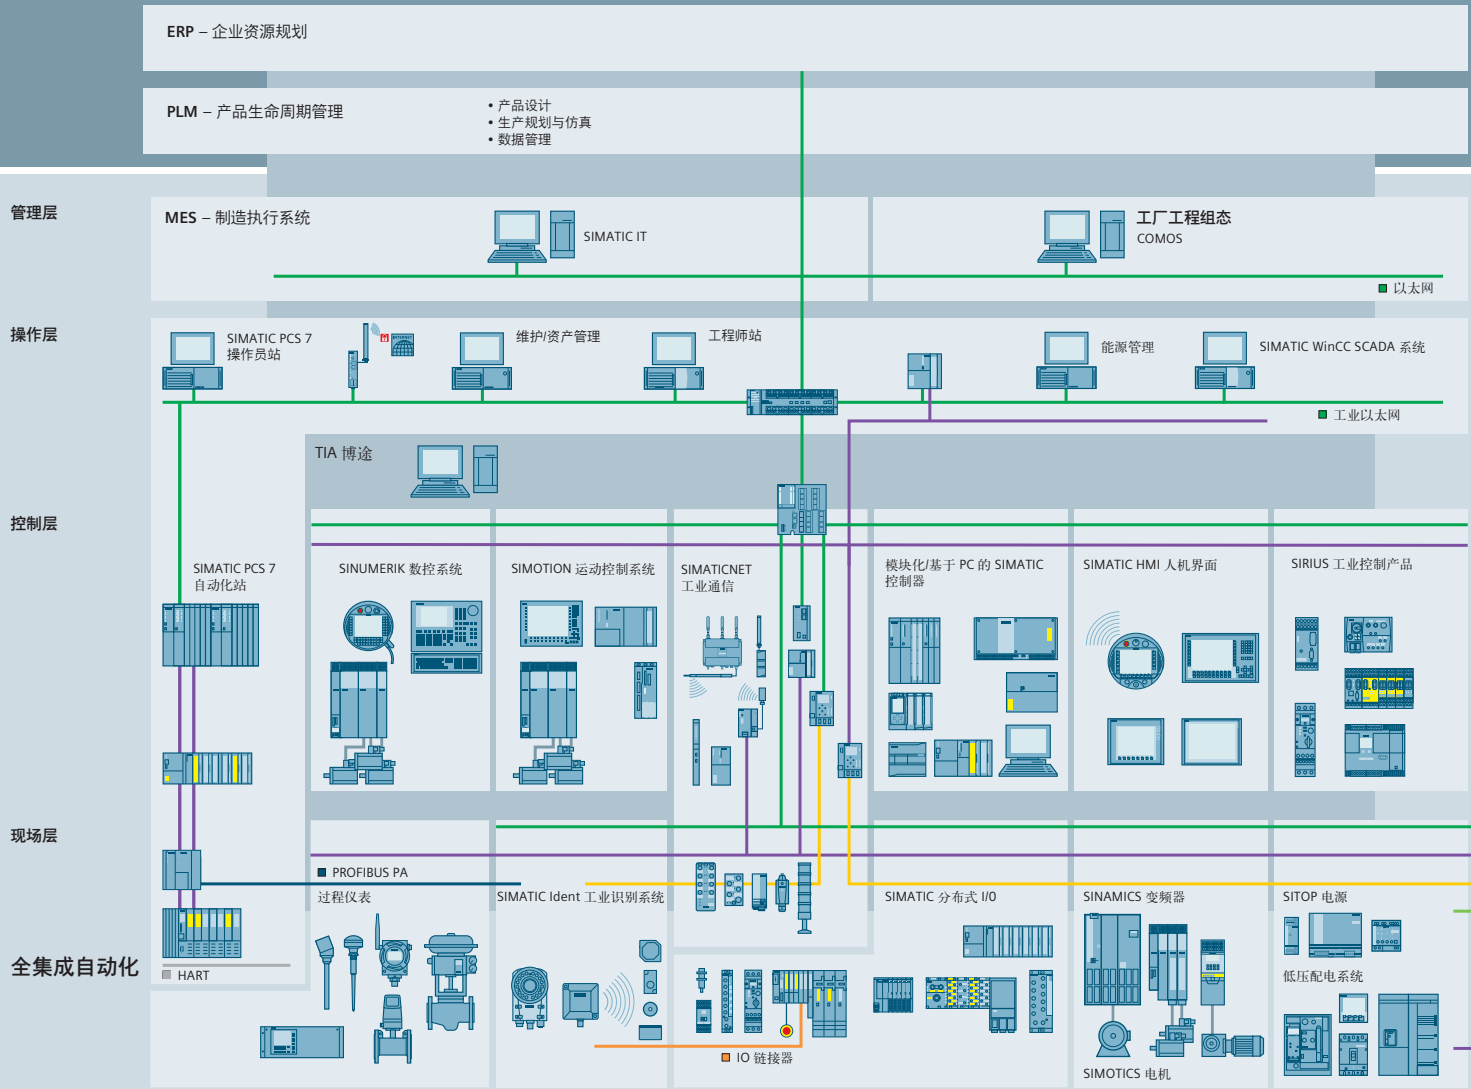 ERP – 企业资源规划
PLM – 产品生命周期管理
• 产品设计
• 生产规划与仿真
• 数据管理
管理层
MES – 制造执行系统
SIMATIC IT
工厂工程组态
COMOS
以太网
操作层
SIMATIC PCS 7
操作员站
INTERNET
维护/资产管理
工程师站
能源管理
SIMATIC WinCC SCADA 系统
工业以太网
TIA 博途
控制层
SIMATIC PCS 7
自动化站
SINUMERIK 数控系统
SIMOTION 运动控制系统
SIMATICNET
工业通信
模块化/基于 PC 的 SIMATIC
控制器
SIMATIC HMI 人机界面
SIRIUS 工业控制产品
现场层
PROFIBUS PA
过程仪表
SIMATIC Ident 工业识别系统
SIMATIC 分布式 I/0
SINAMICS 变频器
SITOP 电源
全集成自动化
HART
低压配电系统
IO 链接器
SIMOTICS 电机